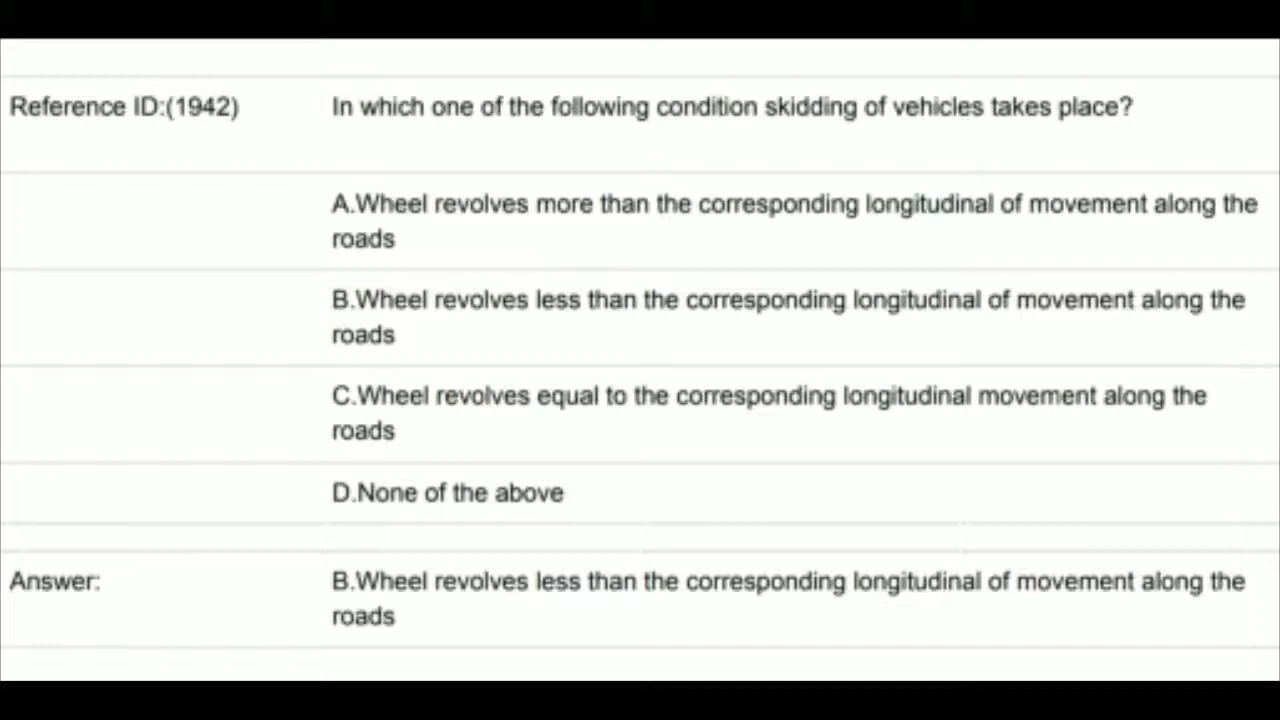 Reference ID:(1942) In which one of the following condition skidding of vehicles takes place?
A.Wheel revolves more than the corresponding longitudinal of movement along the
roads
B.Wheel revolves less than the corresponding longitudinal of movement along the
roads
C.Wheel revolves equal to the corresponding longitudinal movement along the
roads
D.None of the above
Answer: B.Wheel revolves less than the corresponding longitudinal of movement along the
roads